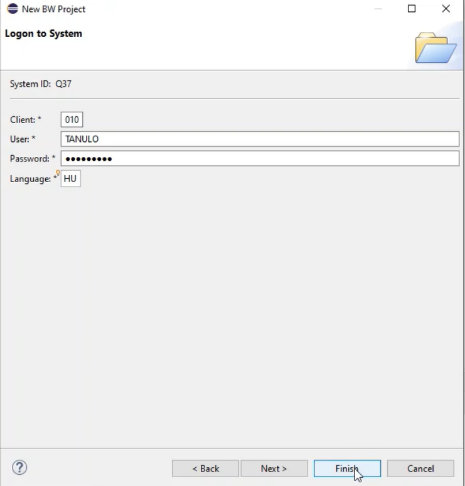 New BW Project
Logon to System
System ID: Q37
Client: * 010
User: * TANULO
Password: * ●●●●●●●●●
Language: * HU
? < Back Next > Finish Cancel